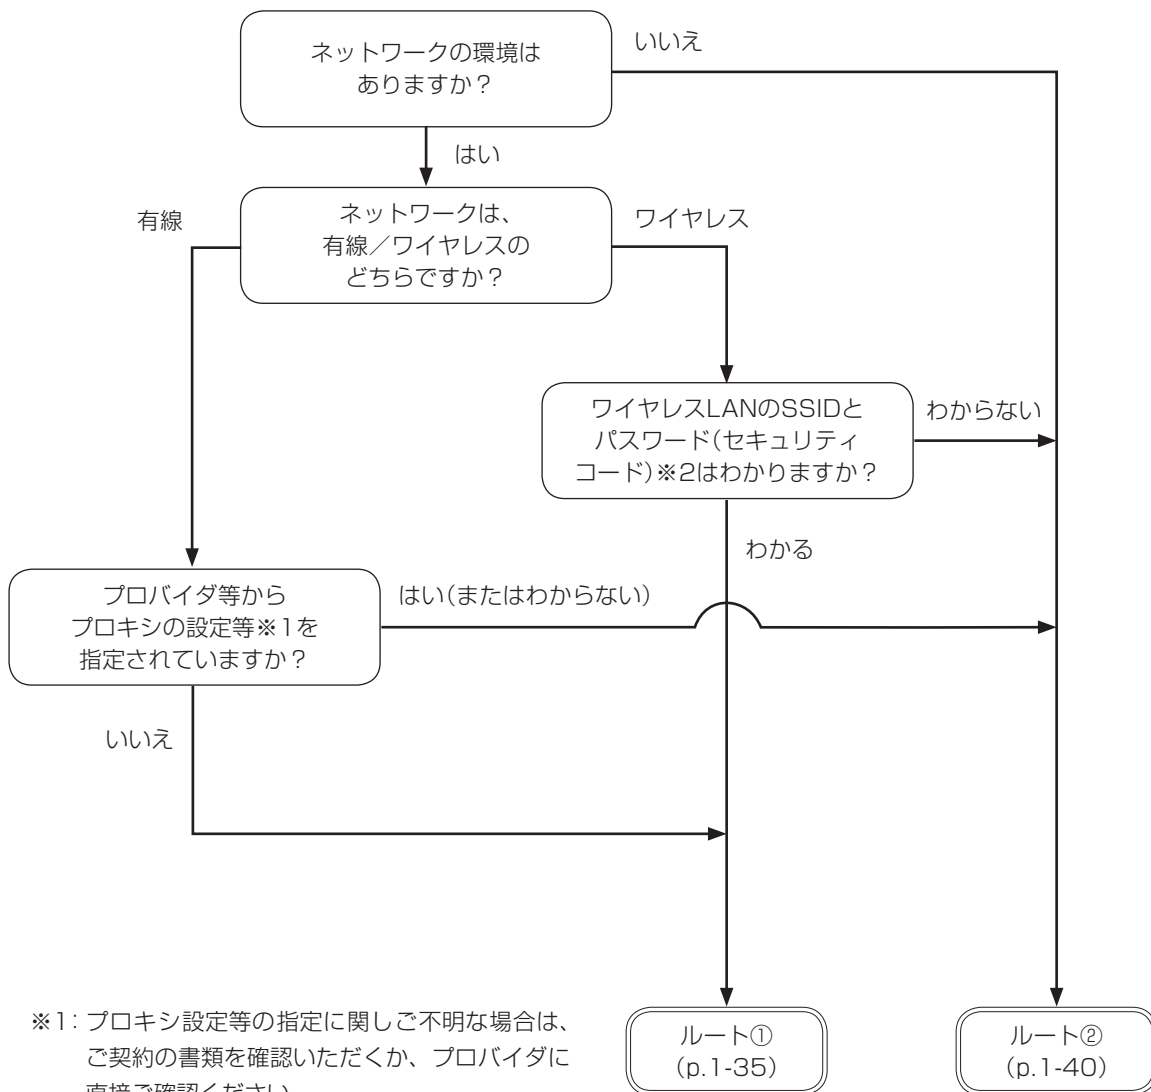 ネットワークの環境は
ありますか？
いいえ
はい
ネットワークは、
有線／ワイヤレスの
どちらですか？
有線
ワイヤレス
ワイヤレスLANのSSIDと
パスワード（セキュリティ
コード）※2はわかりますか？
わからない
わかる
プロバイダ等から
プロキシの設定等※1を
指定されていますか？
はい（またはわからない）
いいえ
※1：プロキシ設定等の指定に関しご不明な場合は、
ご契約の書類を確認いただくか、プロバイダに
直接ご確認ください。
ルート①
(p.1-35)
ルート②
(p.1-40)